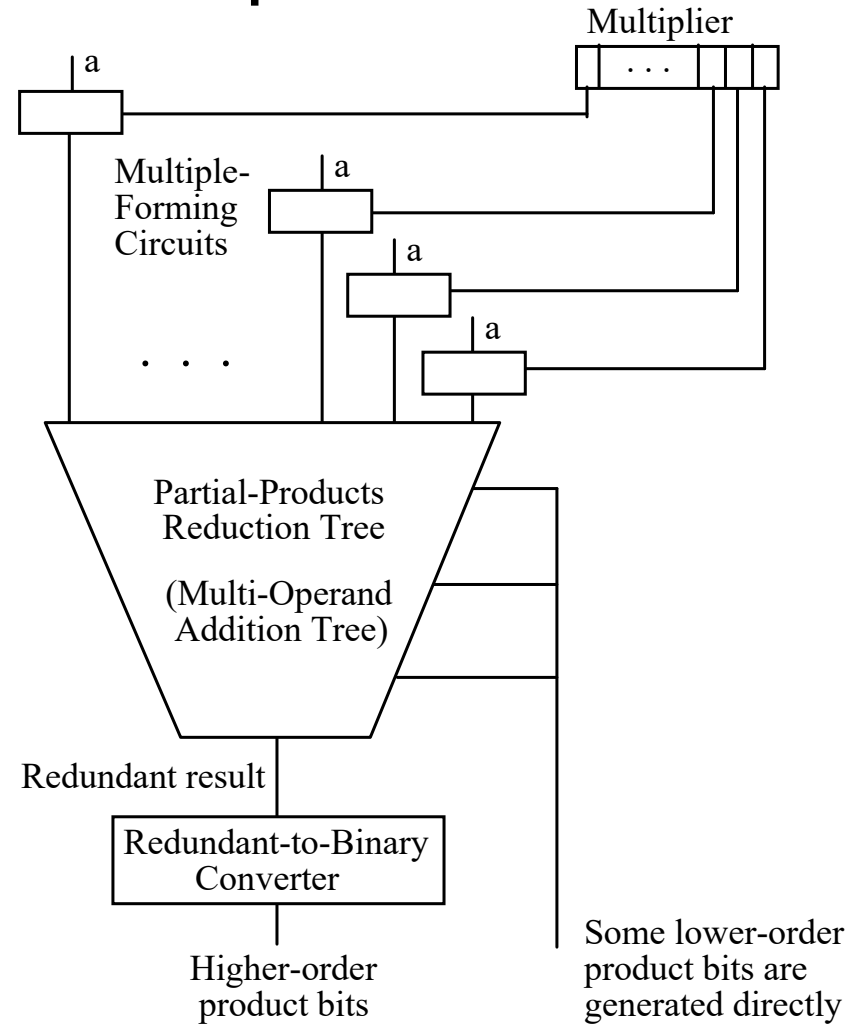 Multiplier
. . .
a
Multiple-
Forming
Circuits
a
a
a
. . .
Partial-Products
Reduction Tree
(Multi-Operand
Addition Tree)
Redundant result
Redundant-to-Binary
Converter
Higher-order
product bits
Some lower-order
product bits are
generated directly